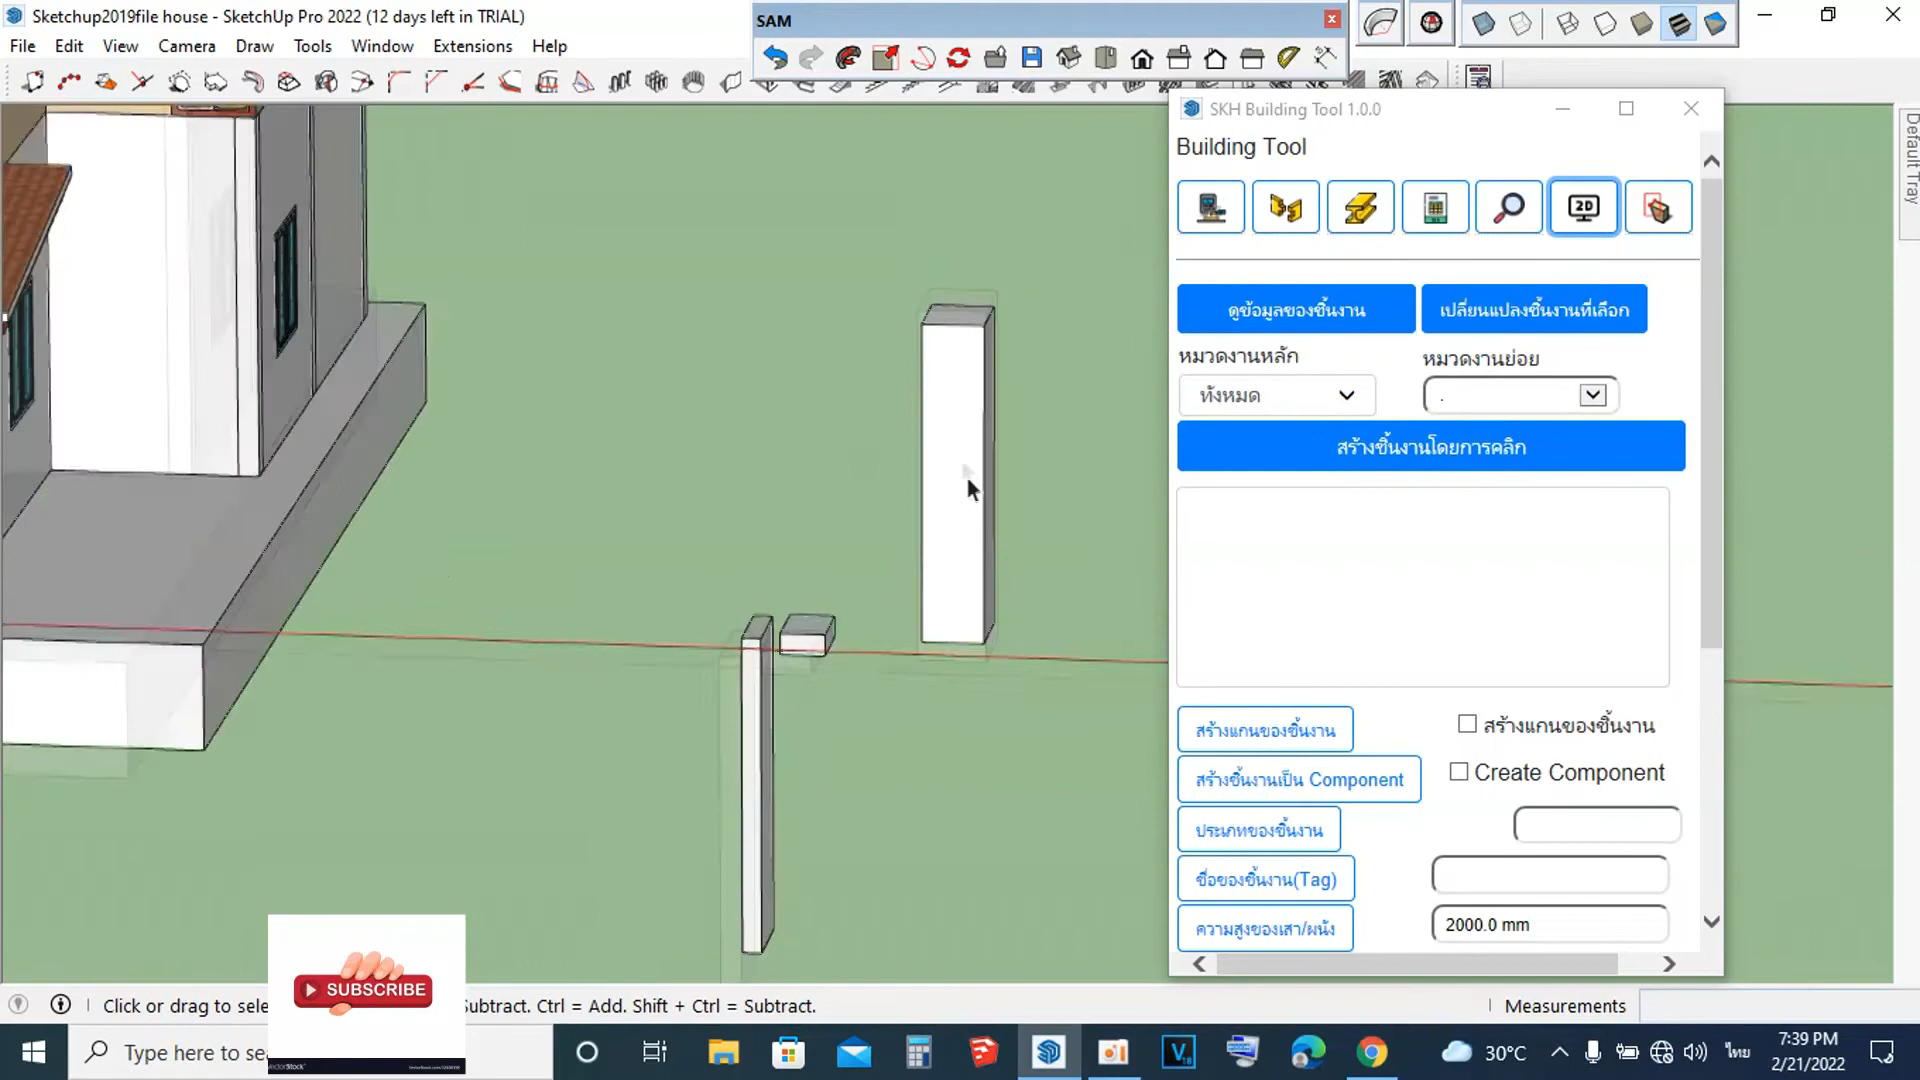 Sketchup2019file house - SketchUp Pro 2022 (12 days left in TRIAL)
SAM
File Edit View Camera Draw Tools Window Extensions Help
Default Tray
SKH Building Tool 1.0.0
Building Tool
2D
ดูข้อมูลของชิ้นงาน เปลี่ยนแปลงชิ้นงานที่เลือก
หมวดงานหลัก หมวดงานย่อย
ทั้งหมด .
สร้างชิ้นงานโดยการคลิก
สร้างแกนของชิ้นงาน สร้างแกนของชิ้นงาน
สร้างชิ้นงานเป็น Component Create Component
ประเภทของชิ้นงาน
ชื่อของชิ้นงาน(Tag)
ความสูงของเสา/ผนัง 2000.0 mm
SUBSCRIBE
Click or drag to sele Subtract. Ctrl = Add. Shift + Ctrl = Subtract.
Measurements
VectorStock
Type here to se
30°C
ไทย
7:39 PM
2/21/2022